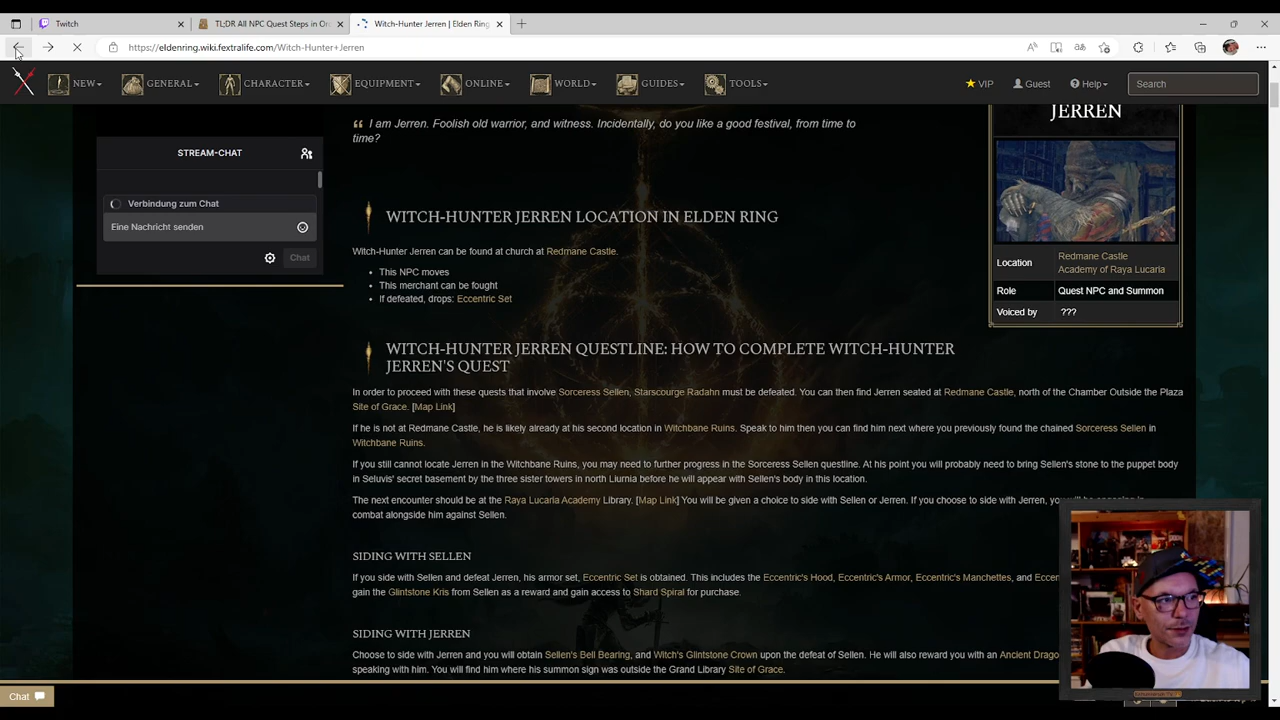 Twitch
TL;DR All NPC Quest Steps in Or
Witch-Hunter Jerren | Elden Ring
https://eldenring.wiki.fextralife.com/Witch-Hunter+Jerren
NEW
GENERAL
CHARACTER
EQUIPMENT
ONLINE
WORLD
GUIDES
TOOLS
VIP
Guest
Help
Search
I am Jerren. Foolish old warrior, and witness. Incidentally, do you like a good festival, from time to
time?
JERREN
STREAM-CHAT
Verbindung zum Chat
Eine Nachricht senden
Chat
WITCH-HUNTER JERREN LOCATION IN ELDEN RING
Witch-Hunter Jerren can be found at church at Redmane Castle.
• This NPC moves
• This merchant can be fought
• If defeated, drops: Eccentric Set
Location
Redmane Castle
Academy of Raya Lucaria
Role
Quest NPC and Summon
Voiced by
???
WITCH-HUNTER JERREN QUESTLINE: HOW TO COMPLETE WITCH-HUNTER
JERREN'S QUEST
In order to proceed with these quests that involve Sorceress Sellen, Starscourge Radahn must be defeated. You can then find Jerren seated at Redmane Castle, north of the Chamber Outside the Plaza
Site of Grace. [Map Link]
If he is not at Redmane Castle, he is likely already at his second location in Witchbane Ruins. Speak to him then you can find him next where you previously found the chained Sorceress Sellen in
Witchbane Ruins.
If you still cannot locate Jerren in the Witchbane Ruins, you may need to further progress in the Sorceress Sellen questline. At his point you will probably need to bring Sellen's stone to the puppet body
in Seluvis' secret basement by the three sister towers in north Liurnia before he will appear with Sellen's body in this location.
The next encounter should be at the Raya Lucaria Academy Library. [Map Link] You will be given a choice to side with Sellen or Jerren. If you choose to side with Jerren, you
combat alongside him against Sellen.
SIDING WITH SELLEN
If you side with Sellen and defeat Jerren, his armor set, Eccentric Set is obtained. This includes the Eccentric's Hood, Eccentric's Armor, Eccentric's Manchettes, and Eccen
gain the Glintstone Kris from Sellen as a reward and gain access to Shard Spiral for purchase.
SIDING WITH JERREN
Choose to side with Jerren and you will obtain Sellen's Bell Bearing, and Witch's Glintstone Crown upon the defeat of Sellen. He will also reward you with an Ancient Drago
speaking with him. You will find him where his summon sign was outside the Grand Library Site of Grace.
Chat